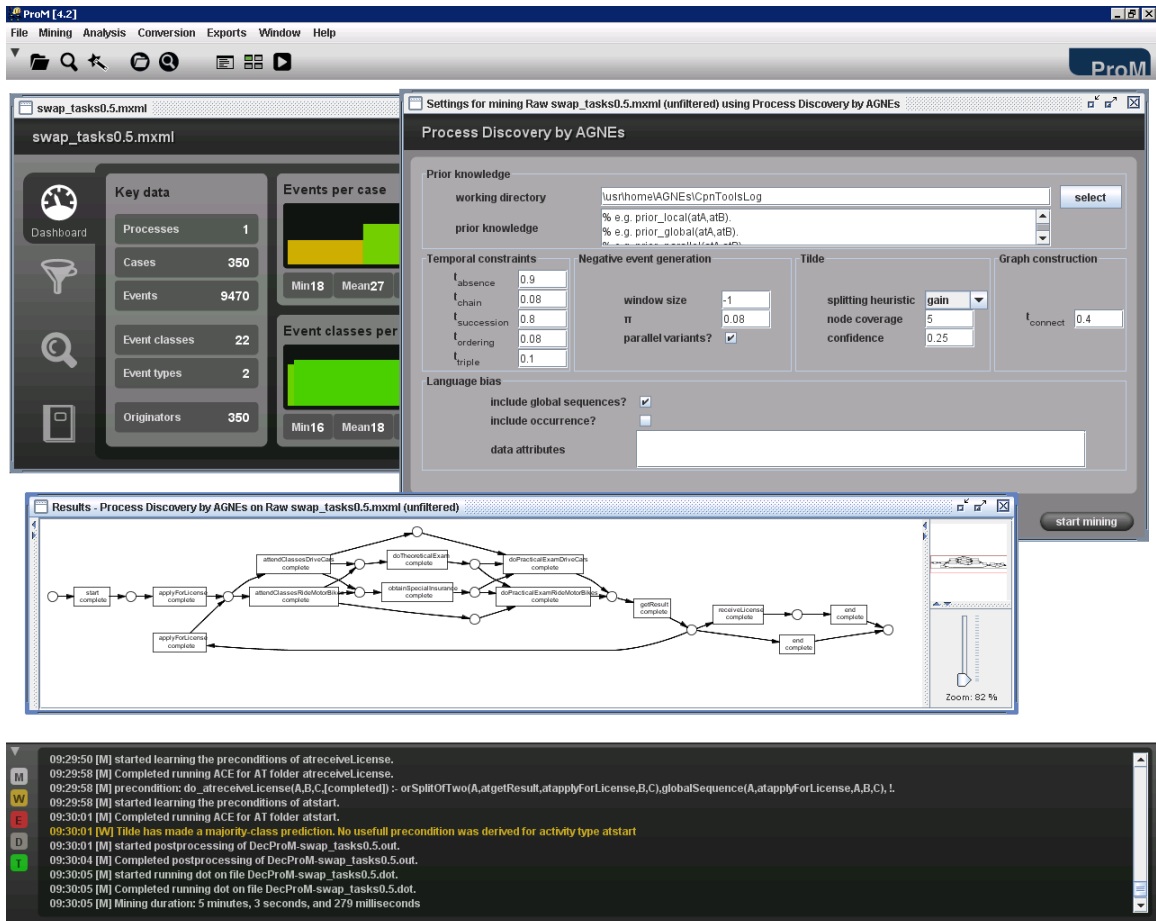 ProM [4.2]
File Mining Analysis Conversion Exports Window Help
ProM
swap_tasks0.5.mxml
swap_tasks0.5.mxml
Dashboard
Key data
Processes 1
Cases 350
Events 9470
Event classes 22
Event types 2
Originators 350
Events per case
Min18 Mean27
Event classes per
Min16 Mean18
Settings for mining Raw swap_tasks0.5.mxml (unfiltered) using Process Discovery by AGNEs
Process Discovery by AGNEs
Prior knowledge
working directory \usr\home\AGNEs\CpnToolsLog select
prior knowledge % e.g. prior_local(atA,atB).
% e.g. prior_global(atA,atB).
% e.g. prior_parallel(atA,atB)
Temporal constraints
tabsence 0.9
tchain 0.08
tsuccession 0.8
tordering 0.08
ttriple 0.1
Negative event generation
window size -1
π 0.08
parallel variants?
Tilde
splitting heuristic gain
node coverage 5
confidence 0.25
Graph construction
tconnect 0.4
Language bias
include global sequences?
include occurrence?
data attributes
start mining
Results - Process Discovery by AGNEs on Raw swap_tasks0.5.mxml (unfiltered)
start
complete
applyForLicense
complete
applyForLicense
complete
attendClassesDriveCars
complete
attendClassesRideMotorBikes
complete
doTheoreticalExam
complete
obtainSpecialInsurance
complete
doPracticalExamDriveCars
complete
doPracticalExamRideMotorBikes
complete
getResult
complete
receiveLicense
complete
end
complete
end
complete
Zoom: 82 %
M
W
E
D
T
09:29:50 [M] started learning the preconditions of atreceiveLicense.
09:29:58 [M] Completed running ACE for AT folder atreceiveLicense.
09:29:58 [M] precondition: do_atreceiveLicense(A,B,C,[completed]) :- orSplitOfTwo(A,atgetResult,atapplyForLicense,B,C),globalSequence(A,atapplyForLicense,A,B,C), !.
09:29:58 [M] started learning the preconditions of atstart.
09:30:01 [M] Completed running ACE for AT folder atstart.
09:30:01 [W] Tilde has made a majority-class prediction. No usefull precondition was derived for activity type atstart
09:30:01 [M] started postprocessing of DecProM-swap_tasks0.5.out.
09:30:04 [M] Completed postprocessing of DecProM-swap_tasks0.5.out.
09:30:05 [M] started running dot on file DecProM-swap_tasks0.5.dot.
09:30:05 [M] Completed running dot on file DecProM-swap_tasks0.5.dot.
09:30:05 [M] Mining duration: 5 minutes, 3 seconds, and 279 milliseconds